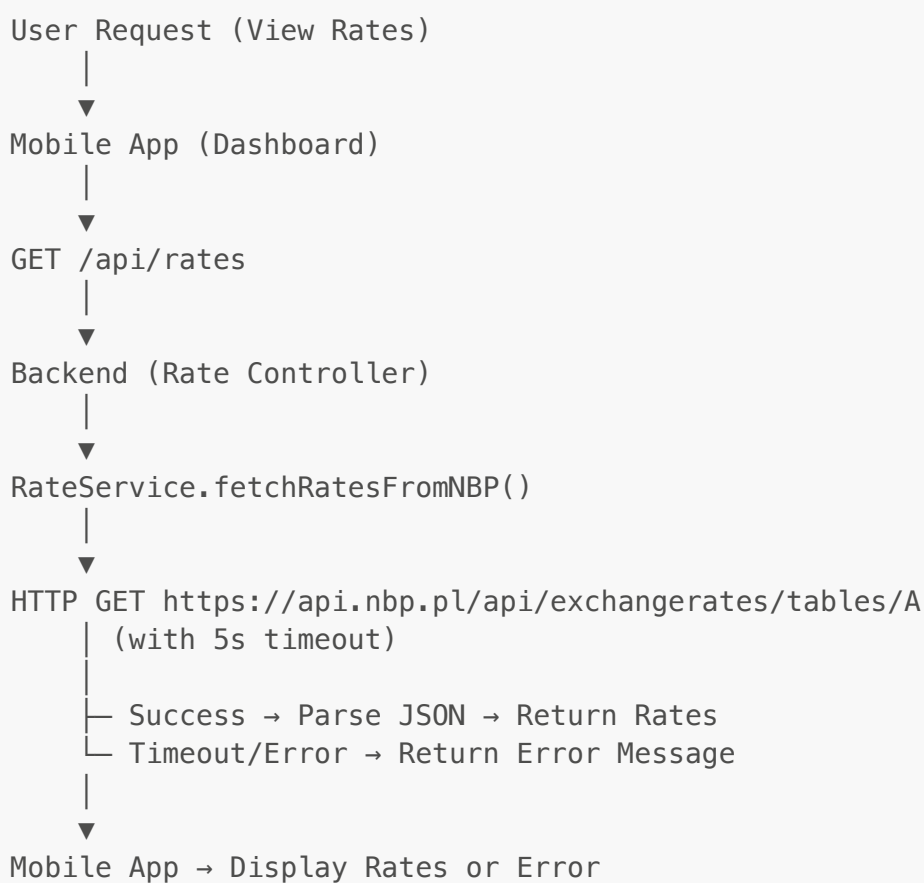 User Request (View Rates)
│
▼
Mobile App (Dashboard)
│
▼
GET /api/rates
│
▼
Backend (Rate Controller)
│
▼
RateService.fetchRatesFromNBP()
│
▼
HTTP GET https://api.nbp.pl/api/exchangerates/tables/A
│ (with 5s timeout)
│
├─ Success → Parse JSON → Return Rates
└─ Timeout/Error → Return Error Message
│
▼
Mobile App → Display Rates or Error